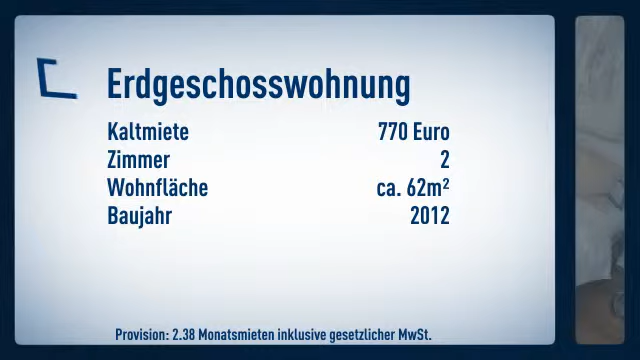 Erdgeschosswohnung
Kaltmiete 770 Euro
Zimmer 2
Wohnfläche ca. 62m²
Baujahr 2012
Provision: 2.38 Monatsmieten inklusive gesetzlicher MwSt.